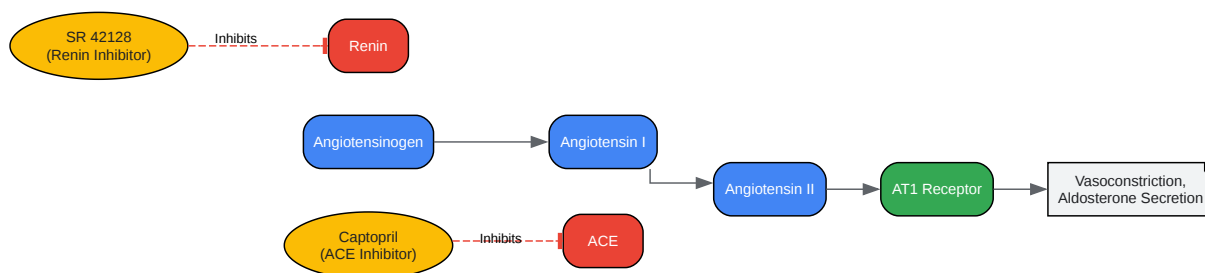 SR 42128
(Renin Inhibitor)
Inhibits
Renin
Angiotensinogen
Angiotensin I
Angiotensin II
AT1 Receptor
Vasoconstriction,
Aldosterone Secretion
Captopril
(ACE Inhibitor)
Inhibits
ACE